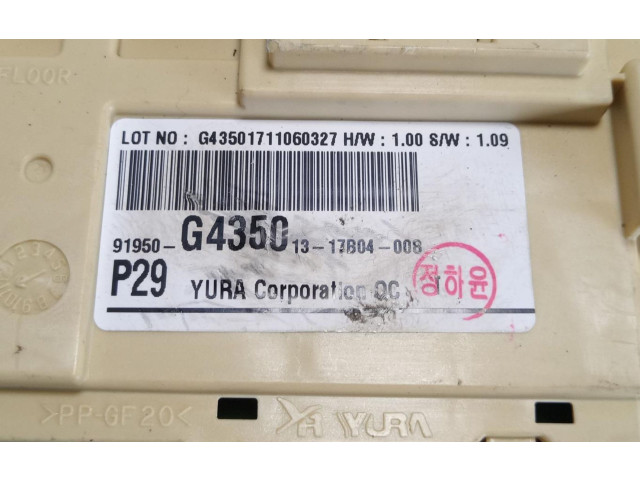 FLOOR
LOT NO : G43501711060327 H/W : 1.00 S/W : 1.09
91950-G4350 13-17B04-008
P29 YURA Corporation QC
정하윤
>PP-GF20< YURA